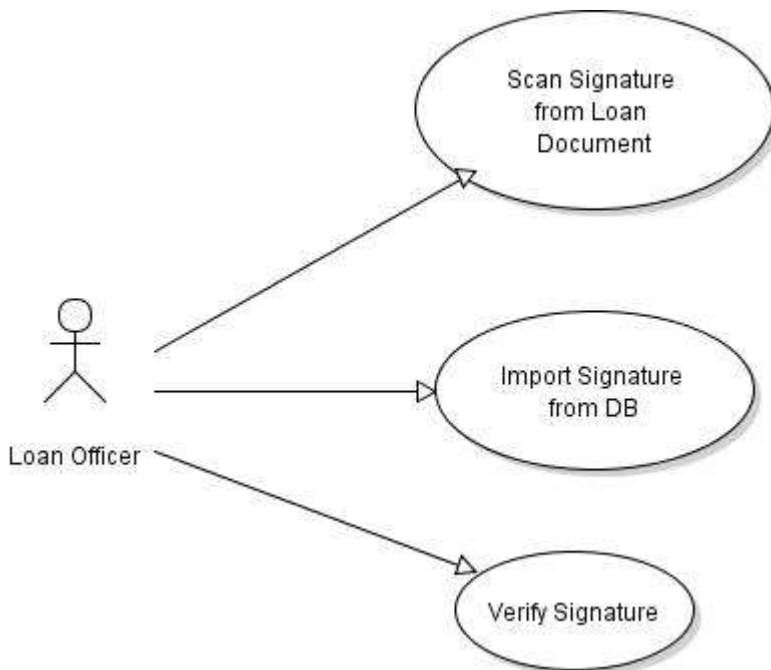 Scan Signature
from Loan
Document
Import Signature
from DB
Loan Officer
Verify Signature